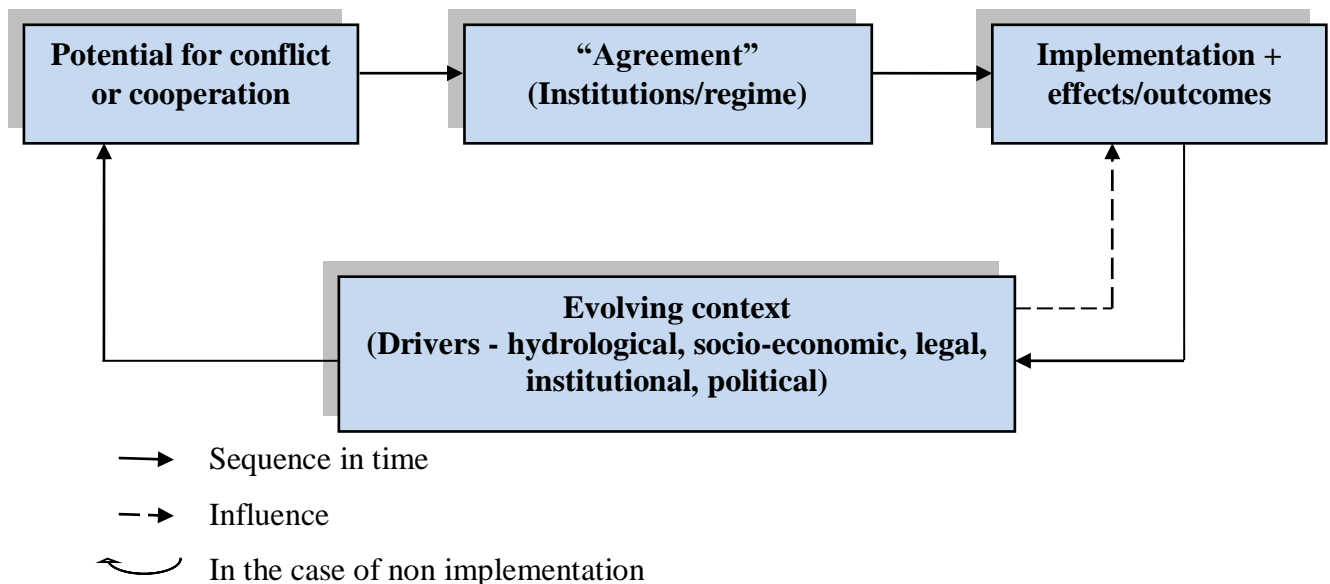 Potential for conflict
or cooperation
“Agreement”
(Institutions/regime)
Implementation +
effects/outcomes
Evolving context
(Drivers - hydrological, socio-economic, legal,
institutional, political)
Sequence in time
Influence
In the case of non implementation